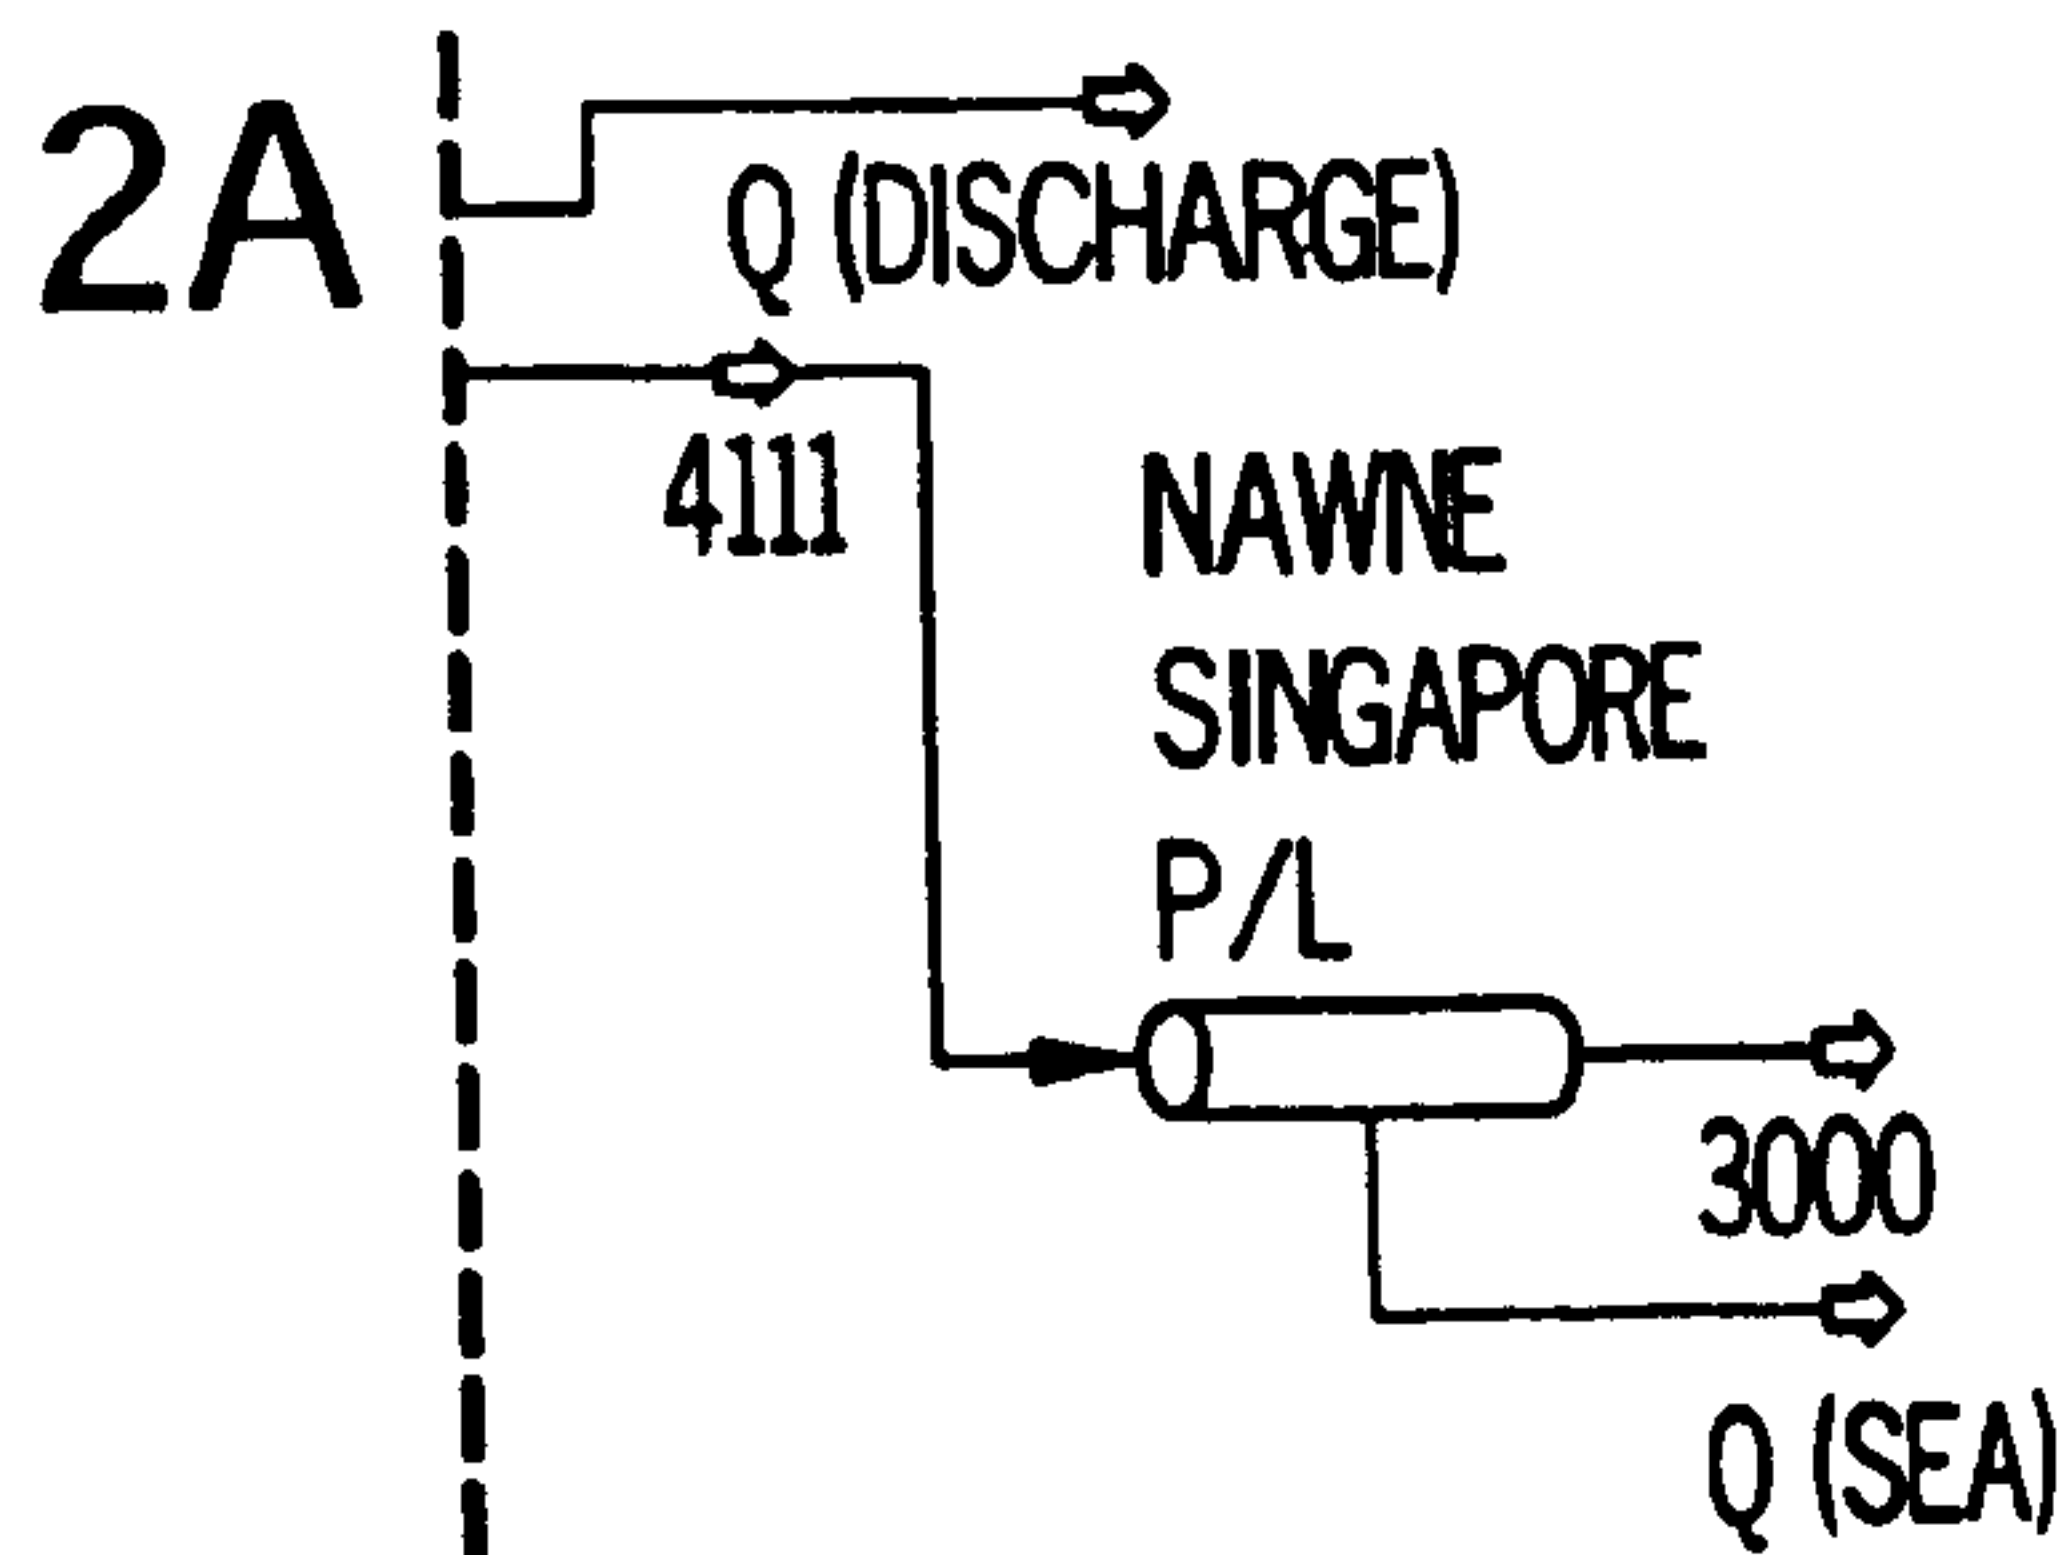 2A
Q (DISCHARGE)
4111
NAWNE
SINGAPORE
P/L
3000
Q (SEA)